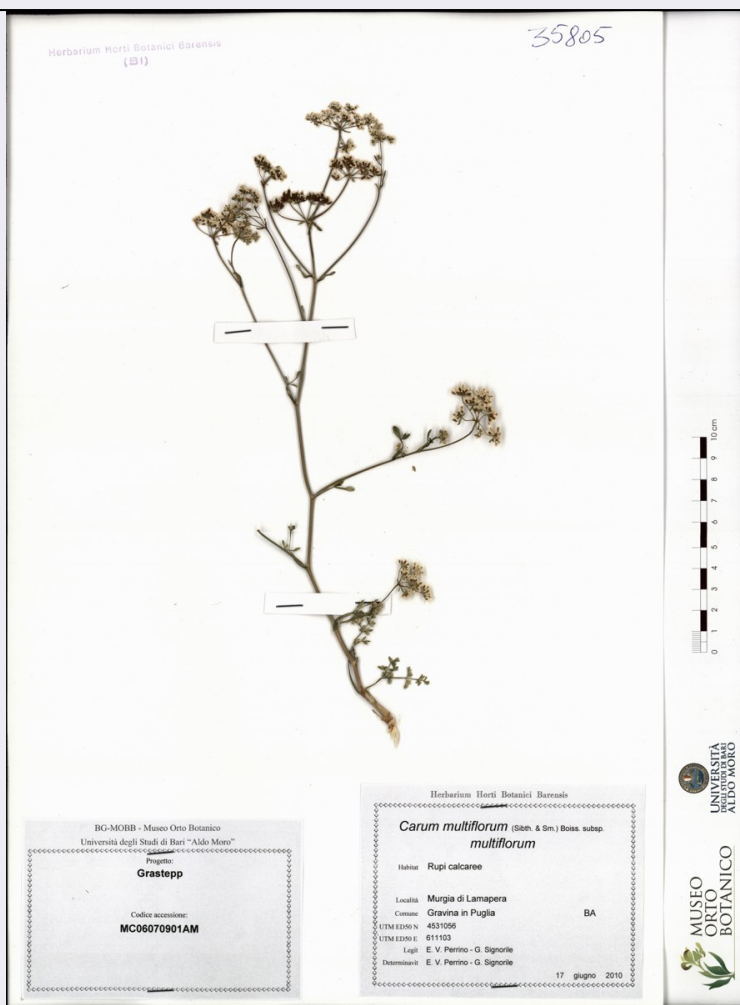 Herbarium Horti Botanici Barensis
(BI)
35805
10 cm
9
8
7
6
5
4
3
2
1
0
UNIVERSITÀ
DEGLI STUDI DI BARI
ALDO MORO
MUSEO
ORTO
BOTANICO
BG-MOBB - Museo Orto Botanico
Università degli Studi di Bari "Aldo Moro"
Progetto:
Grastepp
Codice accessione:
MC06070901AM
Herbarium Horti Botanici Barensis
Carum multiflorum (Sibth. & Sm.) Boiss. subsp.
multiflorum
Habitat Rupi calcaree
Località Murgia di Lamapera
Comune Gravina in Puglia BA
UTM ED50 N 4531056
UTM ED50 E 611103
Legit E. V. Perrino - G. Signorile
Determinavit E. V. Perrino - G. Signorile
17 giugno 2010